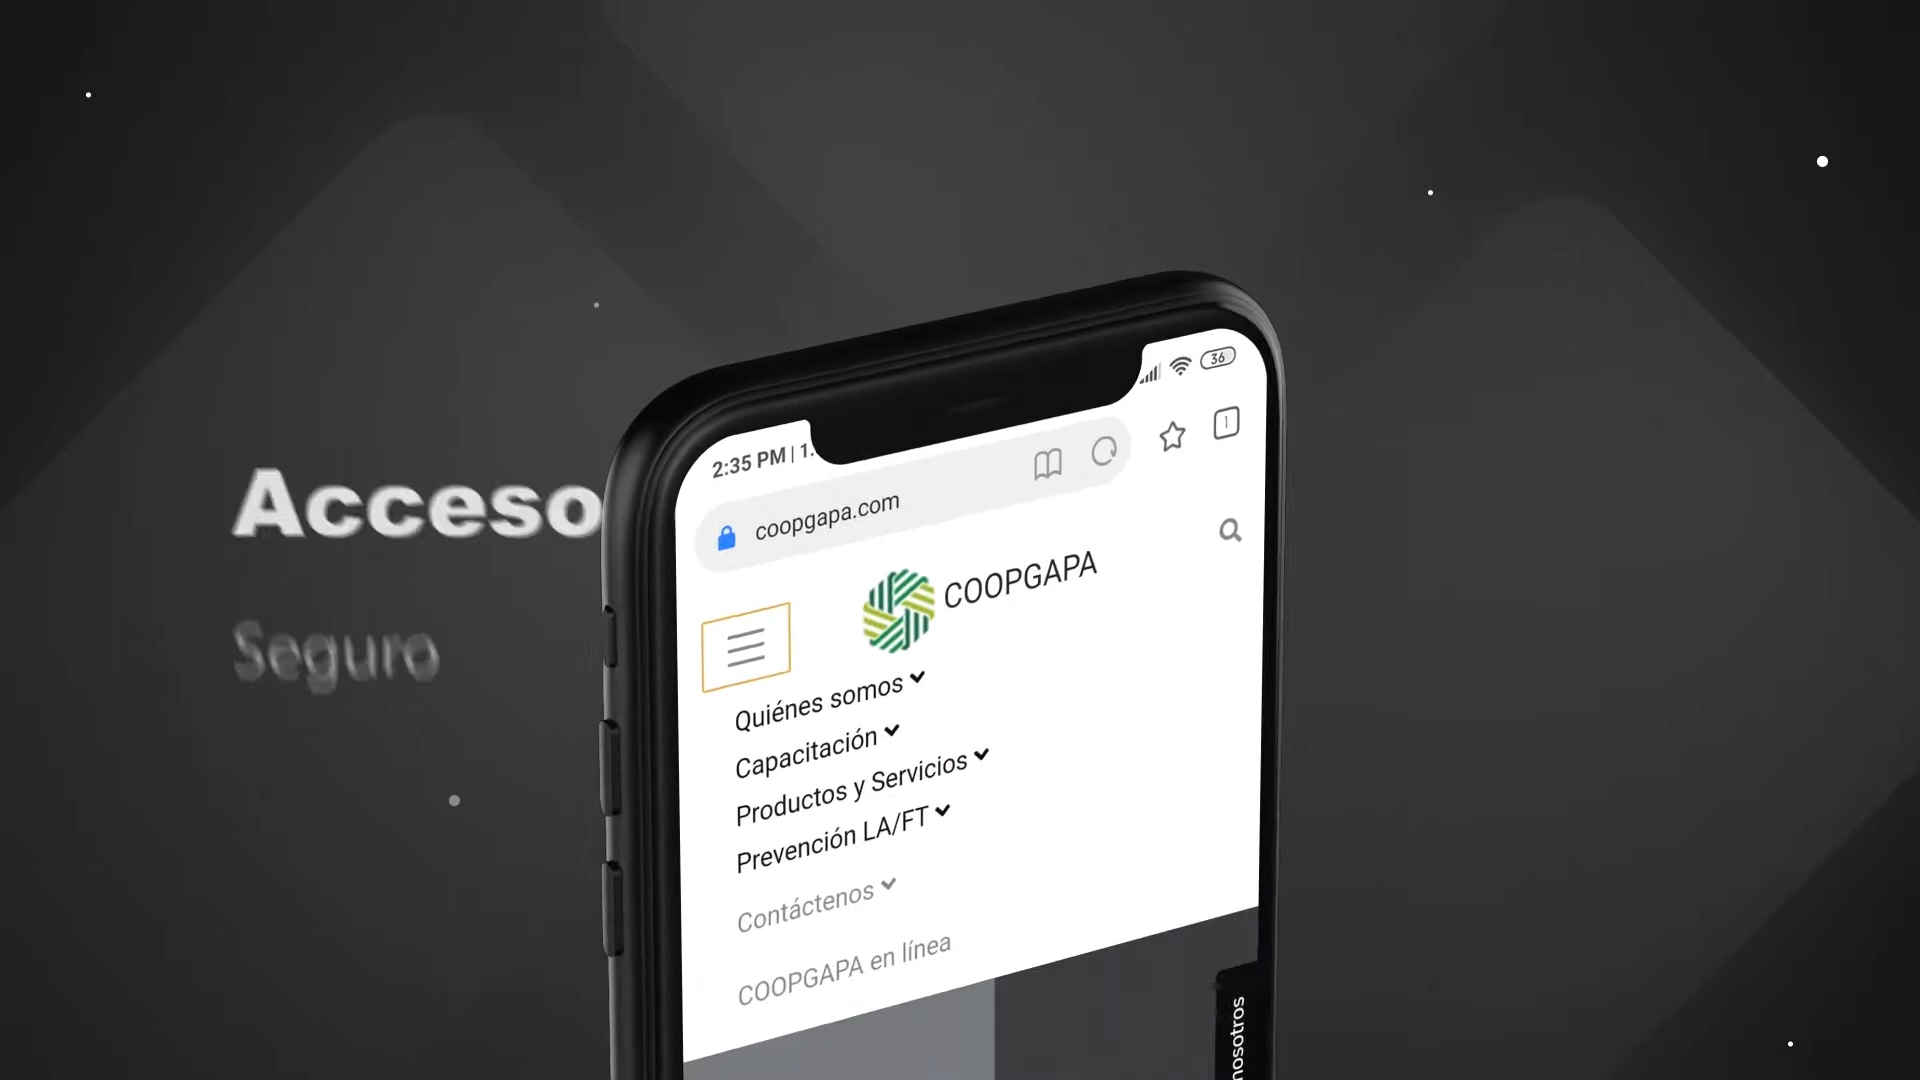 Acceso
Seguro
2:35 PM | 1.
36
coopgapa.com
1
COOPGAPA
Quiénes somos
Capacitación
Productos y Servicios
Prevención LA/FT
Contáctenos
COOPGAPA en línea
nosotros